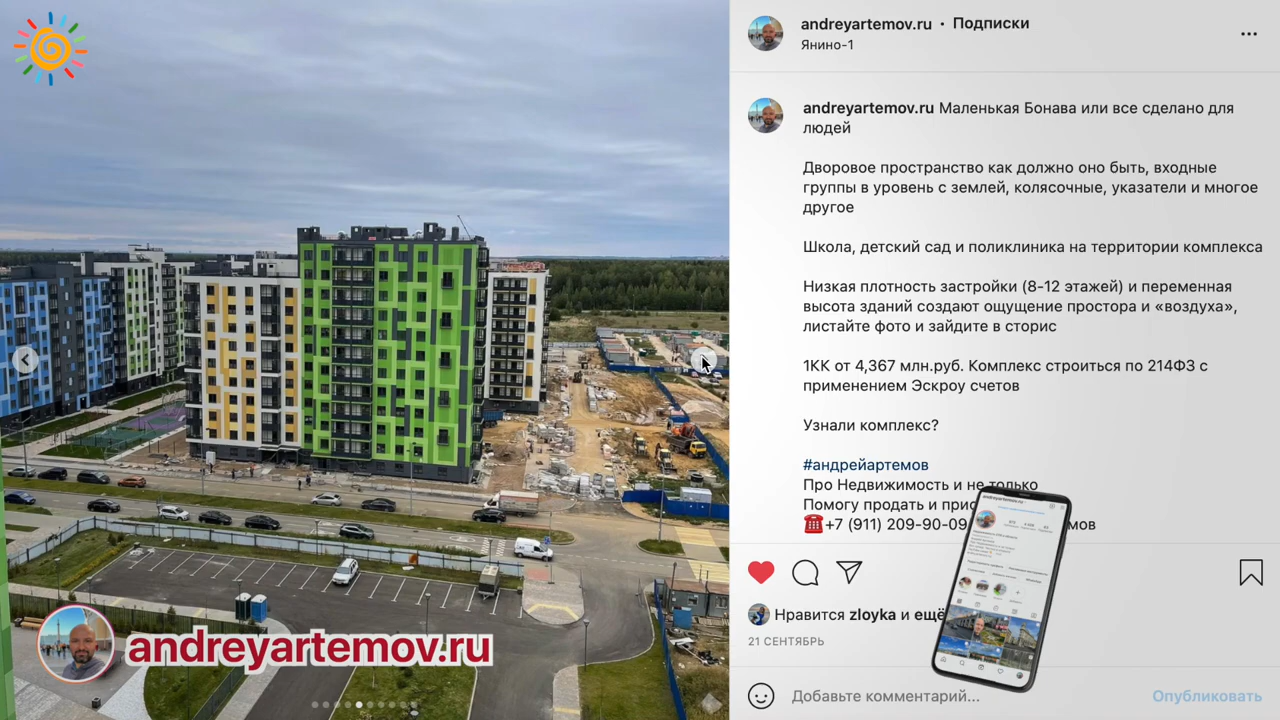 andreyartemov.ru • Подписки
Янино-1
andreyartemov.ru Маленькая Бонава или все сделано для
людей
Дворовое пространство как должно оно быть, входные
группы в уровень с землей, колясочные, указатели и многое
другое
Школа, детский сад и поликлиника на территории комплекса
Низкая плотность застройки (8-12 этажей) и переменная
высота зданий создают ощущение простора и «воздуха»,
листайте фото и зайдите в сторис
1КК от 4,367 млн.руб. Комплекс строиться по 214ФЗ с
применением Эскроу счетов
Узнали комплекс?
#андрейартемов
Про Недвижимость и не только
Помогу продать и
☎+7 (911) 209-90-09
Нравится zloyka и ещё
21 СЕНТЯБРЬ
Добавьте комментарий... Опубликовать
andreyartemov.ru
andreyartemov.ru